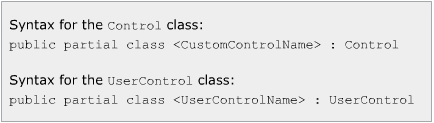 Syntax for the Control class:
public partial class <CustomControlName> : Control
Syntax for the UserControl class:
public partial class <UserControlName> : UserControl